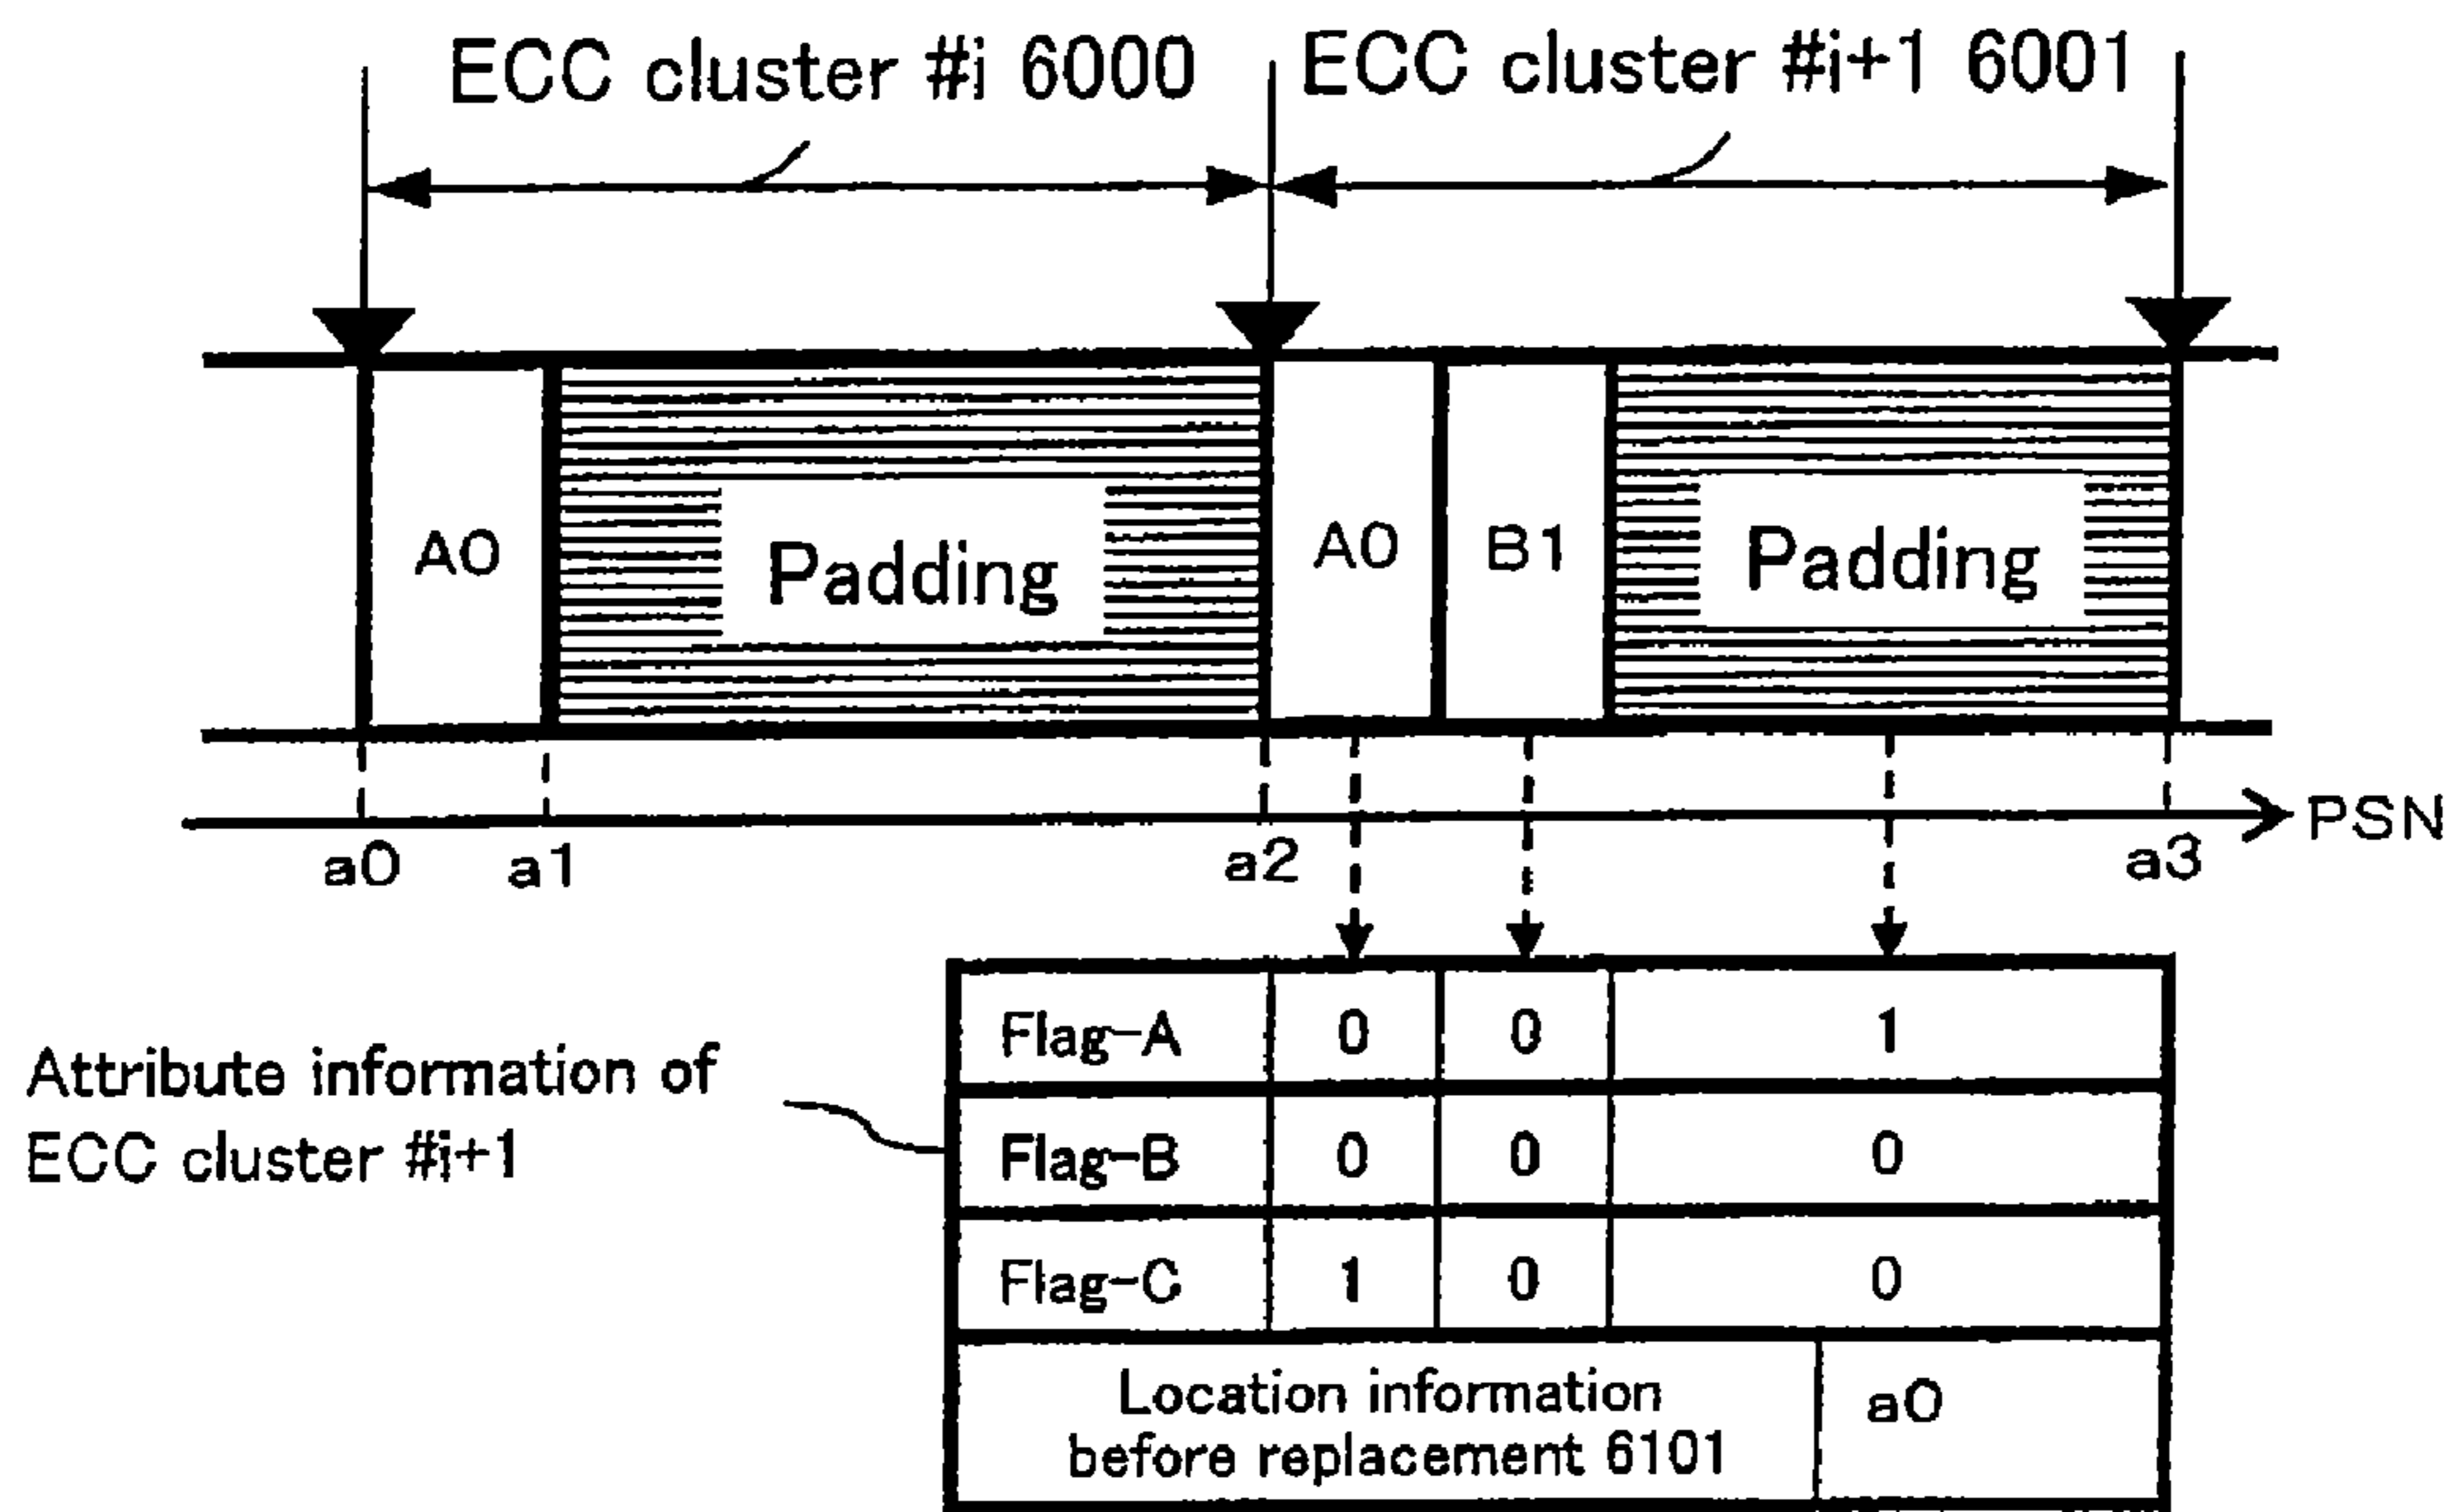 ECC cluster #i 6000 ECC cluster #i+1 6001
A0 Padding A0 B1 Padding
PSN
a0 a1 a2 a3
Attribute information of
ECC cluster #i+1
Flag-A 0 0 1
Flag-B 0 0 0
Flag-C 1 0 0
Location information
before replacement 6101
a0